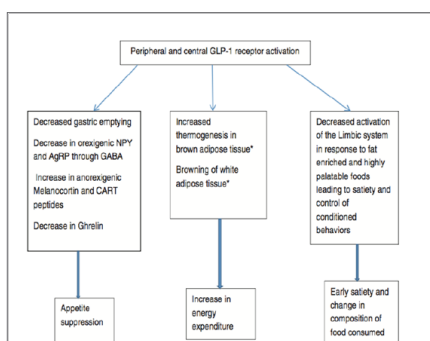 Peripheral and central GLP-1 receptor activation
Decreased gastric emptying
Decrease in orexigenic NPY
and AgRP through GABA
Increase in anorexigenic
Melanocortin and CART
peptides
Decrease in Ghrelin
Increased
thermogenesis in
brown adipose tissue*
Browning of white
adipose tissue*
Decreased activation
of the Limbic system
in response to fat
enriched and highly
palatable foods
leading to satiety and
control of
conditioned
behaviors
Appetite
suppression
Increase in
energy
expenditure
Early satiety and
change in
composition of
food consumed